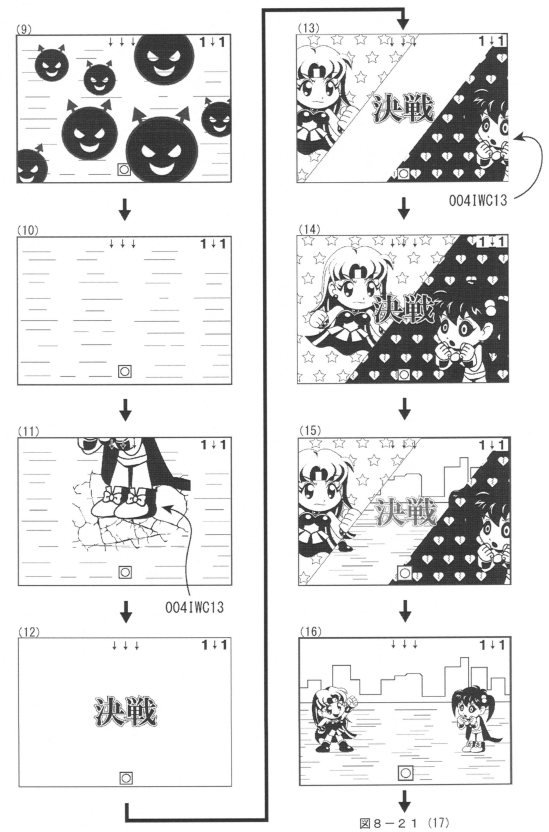 (9)
↓ ↓ ↓ 1↓1
(10)
↓ ↓ ↓ 1↓1
(11)
1↓1
004IWC13
(12)
↓ ↓ ↓ 1↓1
決戦
(13)
↓ ↓ ↓ 1↓1
決戦
004IWC13
(14)
↓↓↓ 1↓1
決戦
(15)
↓ ↓ ↓ 1↓1
決戦
(16)
↓ ↓ ↓ 1↓1
図8-21 (17)